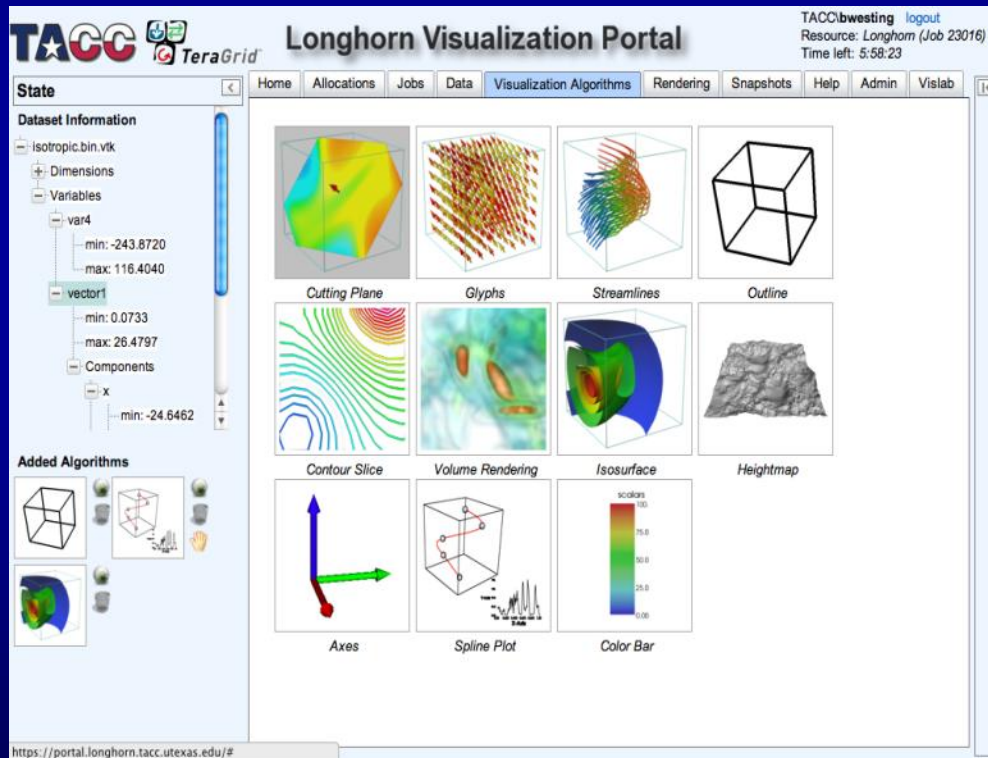 TACC
TeraGrid
Longhorn Visualization Portal
TACC\bwesting logout
Resource: Longhorn (Job 23016)
Time left: 5:58:23
State
Home Allocations Jobs Data Visualization Algorithms Rendering Snapshots Help Admin Vislab
Dataset Information
isotropic.bin.vtk
Dimensions
Variables
var4
min: -243.8720
max: 116.4040
vector1
min: 0.0733
max: 26.4797
Components
x
min: -24.6462
Cutting Plane
Glyphs
Streamlines
Outline
Contour Slice
Volume Rendering
Isosurface
Heightmap
Added Algorithms
scalars
100.
75.0
50.0
25.0
0.00
Axes
Spline Plot
Color Bar
https://portal.longhorn.tacc.utexas.edu/#